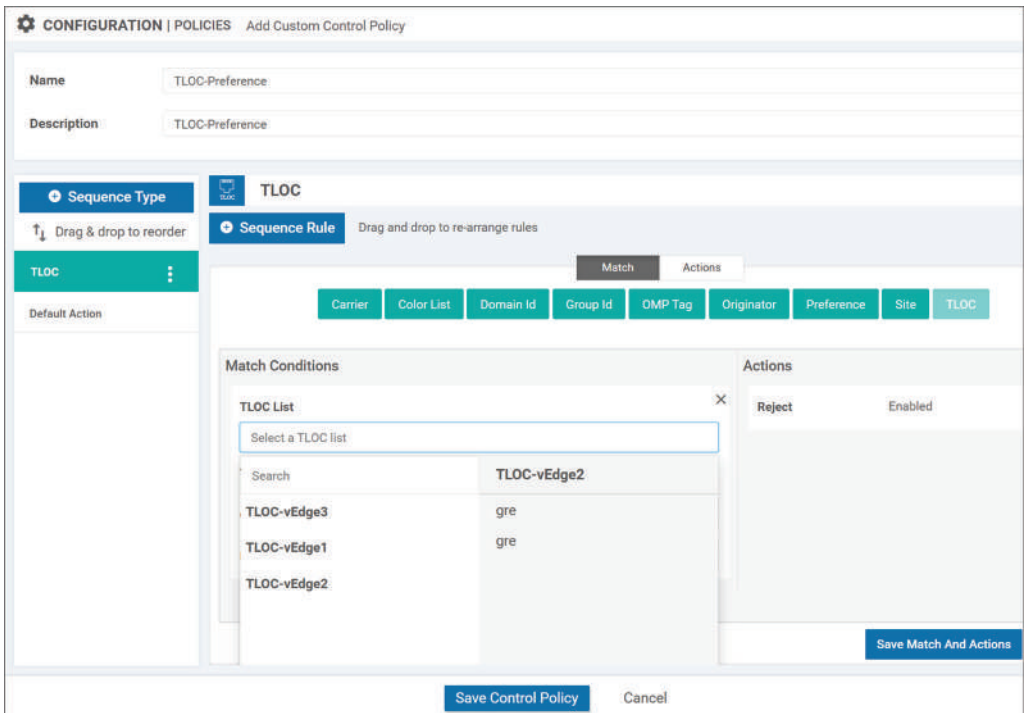 CONFIGURATION | POLICIES Add Custom Control Policy
Name TLOC-Preference
Description TLOC-Preference
Sequence Type
Drag & drop to reorder
TLOC
Default Action
TLOC
TLOC
Sequence Rule Drag and drop to re-arrange rules
Match Actions
Carrier Color List Domain Id Group Id OMP Tag Originator Preference Site TLOC
Match Conditions
TLOC List
Select a TLOC list
Search
TLOC-vEdge3
TLOC-vEdge1
TLOC-vEdge2
TLOC-vEdge2
gre
gre
Actions
Reject Enabled
Save Match And Actions
Save Control Policy Cancel